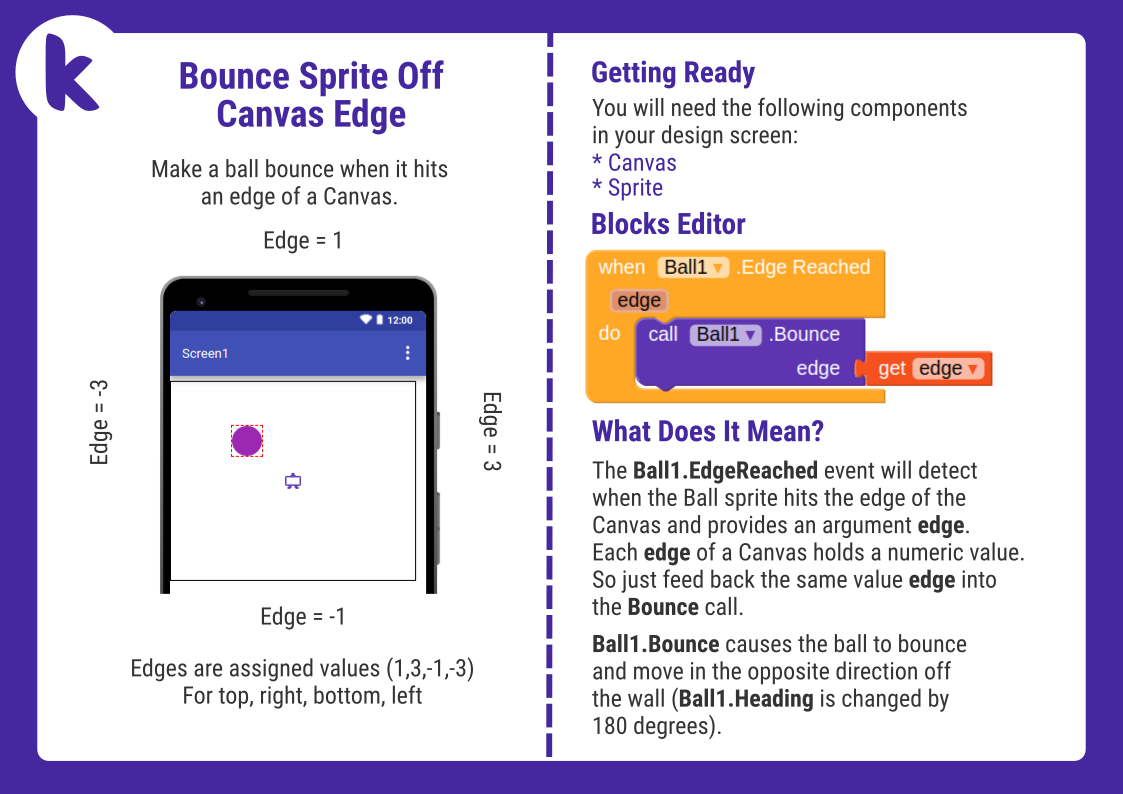 k
Bounce Sprite Off
Canvas Edge
Make a ball bounce when it hits
an edge of a Canvas.
Edge = 1
12:00
Screen1
Edge = -3
Edge = 3
Edge = -1
Edges are assigned values (1,3,-1,-3)
For top, right, bottom, left
Getting Ready
You will need the following components
in your design screen:
* Canvas
* Sprite
Blocks Editor
when Ball1 .Edge Reached
edge
do call Ball1 .Bounce
edge get edge
What Does It Mean?
The Ball1.EdgeReached event will detect
when the Ball sprite hits the edge of the
Canvas and provides an argument edge.
Each edge of a Canvas holds a numeric value.
So just feed back the same value edge into
the Bounce call.
Ball1.Bounce causes the ball to bounce
and move in the opposite direction off
the wall (Ball1.Heading is changed by
180 degrees).